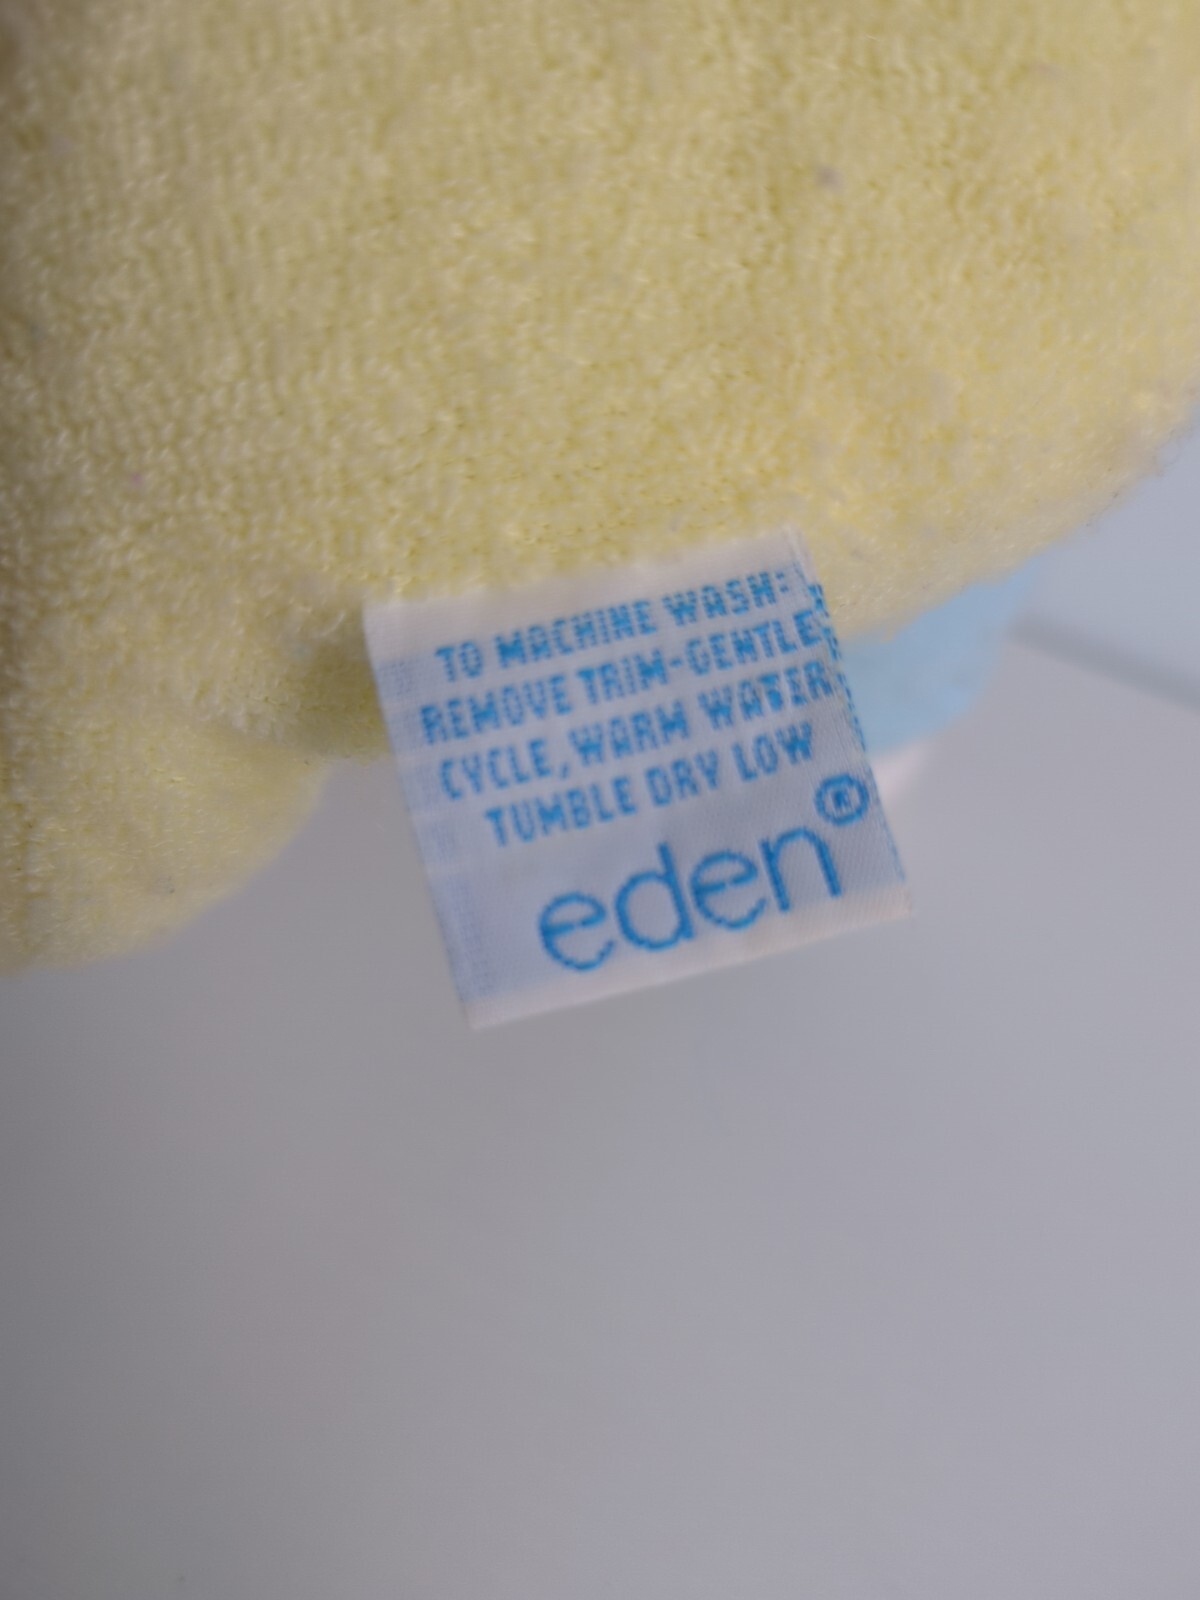 TO MACHINE WASH:
REMOVE TRIM-GENTLE
CYCLE, WARM WATER
TUMBLE DRY LOW
eden®